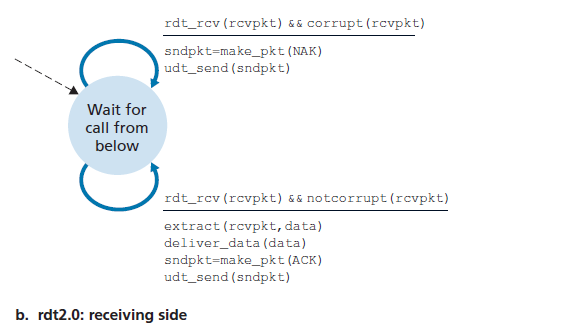 rdt_rcv(rcvpkt) && corrupt(rcvpkt)
sndpkt=make_pkt(NAK)
udt_send(sndpkt)
Wait for
call from
below
rdt_rcv(rcvpkt) && notcorrupt(rcvpkt)
extract(rcvpkt,data)
deliver_data(data)
sndpkt=make_pkt(ACK)
udt_send(sndpkt)
b. rdt2.0: receiving side